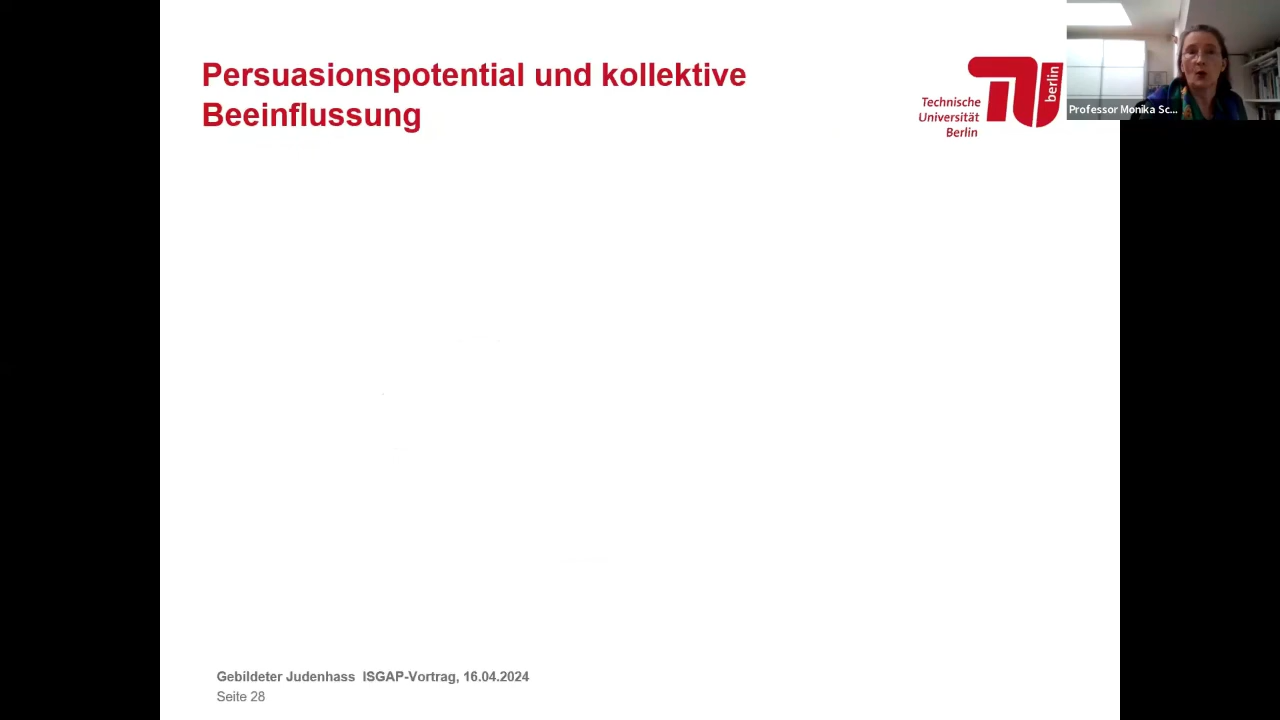 Persuasionspotential und kollektive
Beeinflussung
Technische
Universität
Berlin
berlin
Professor Monika Sc...
Gebildeter Judenhass ISGAP-Vortrag, 16.04.2024
Seite 28